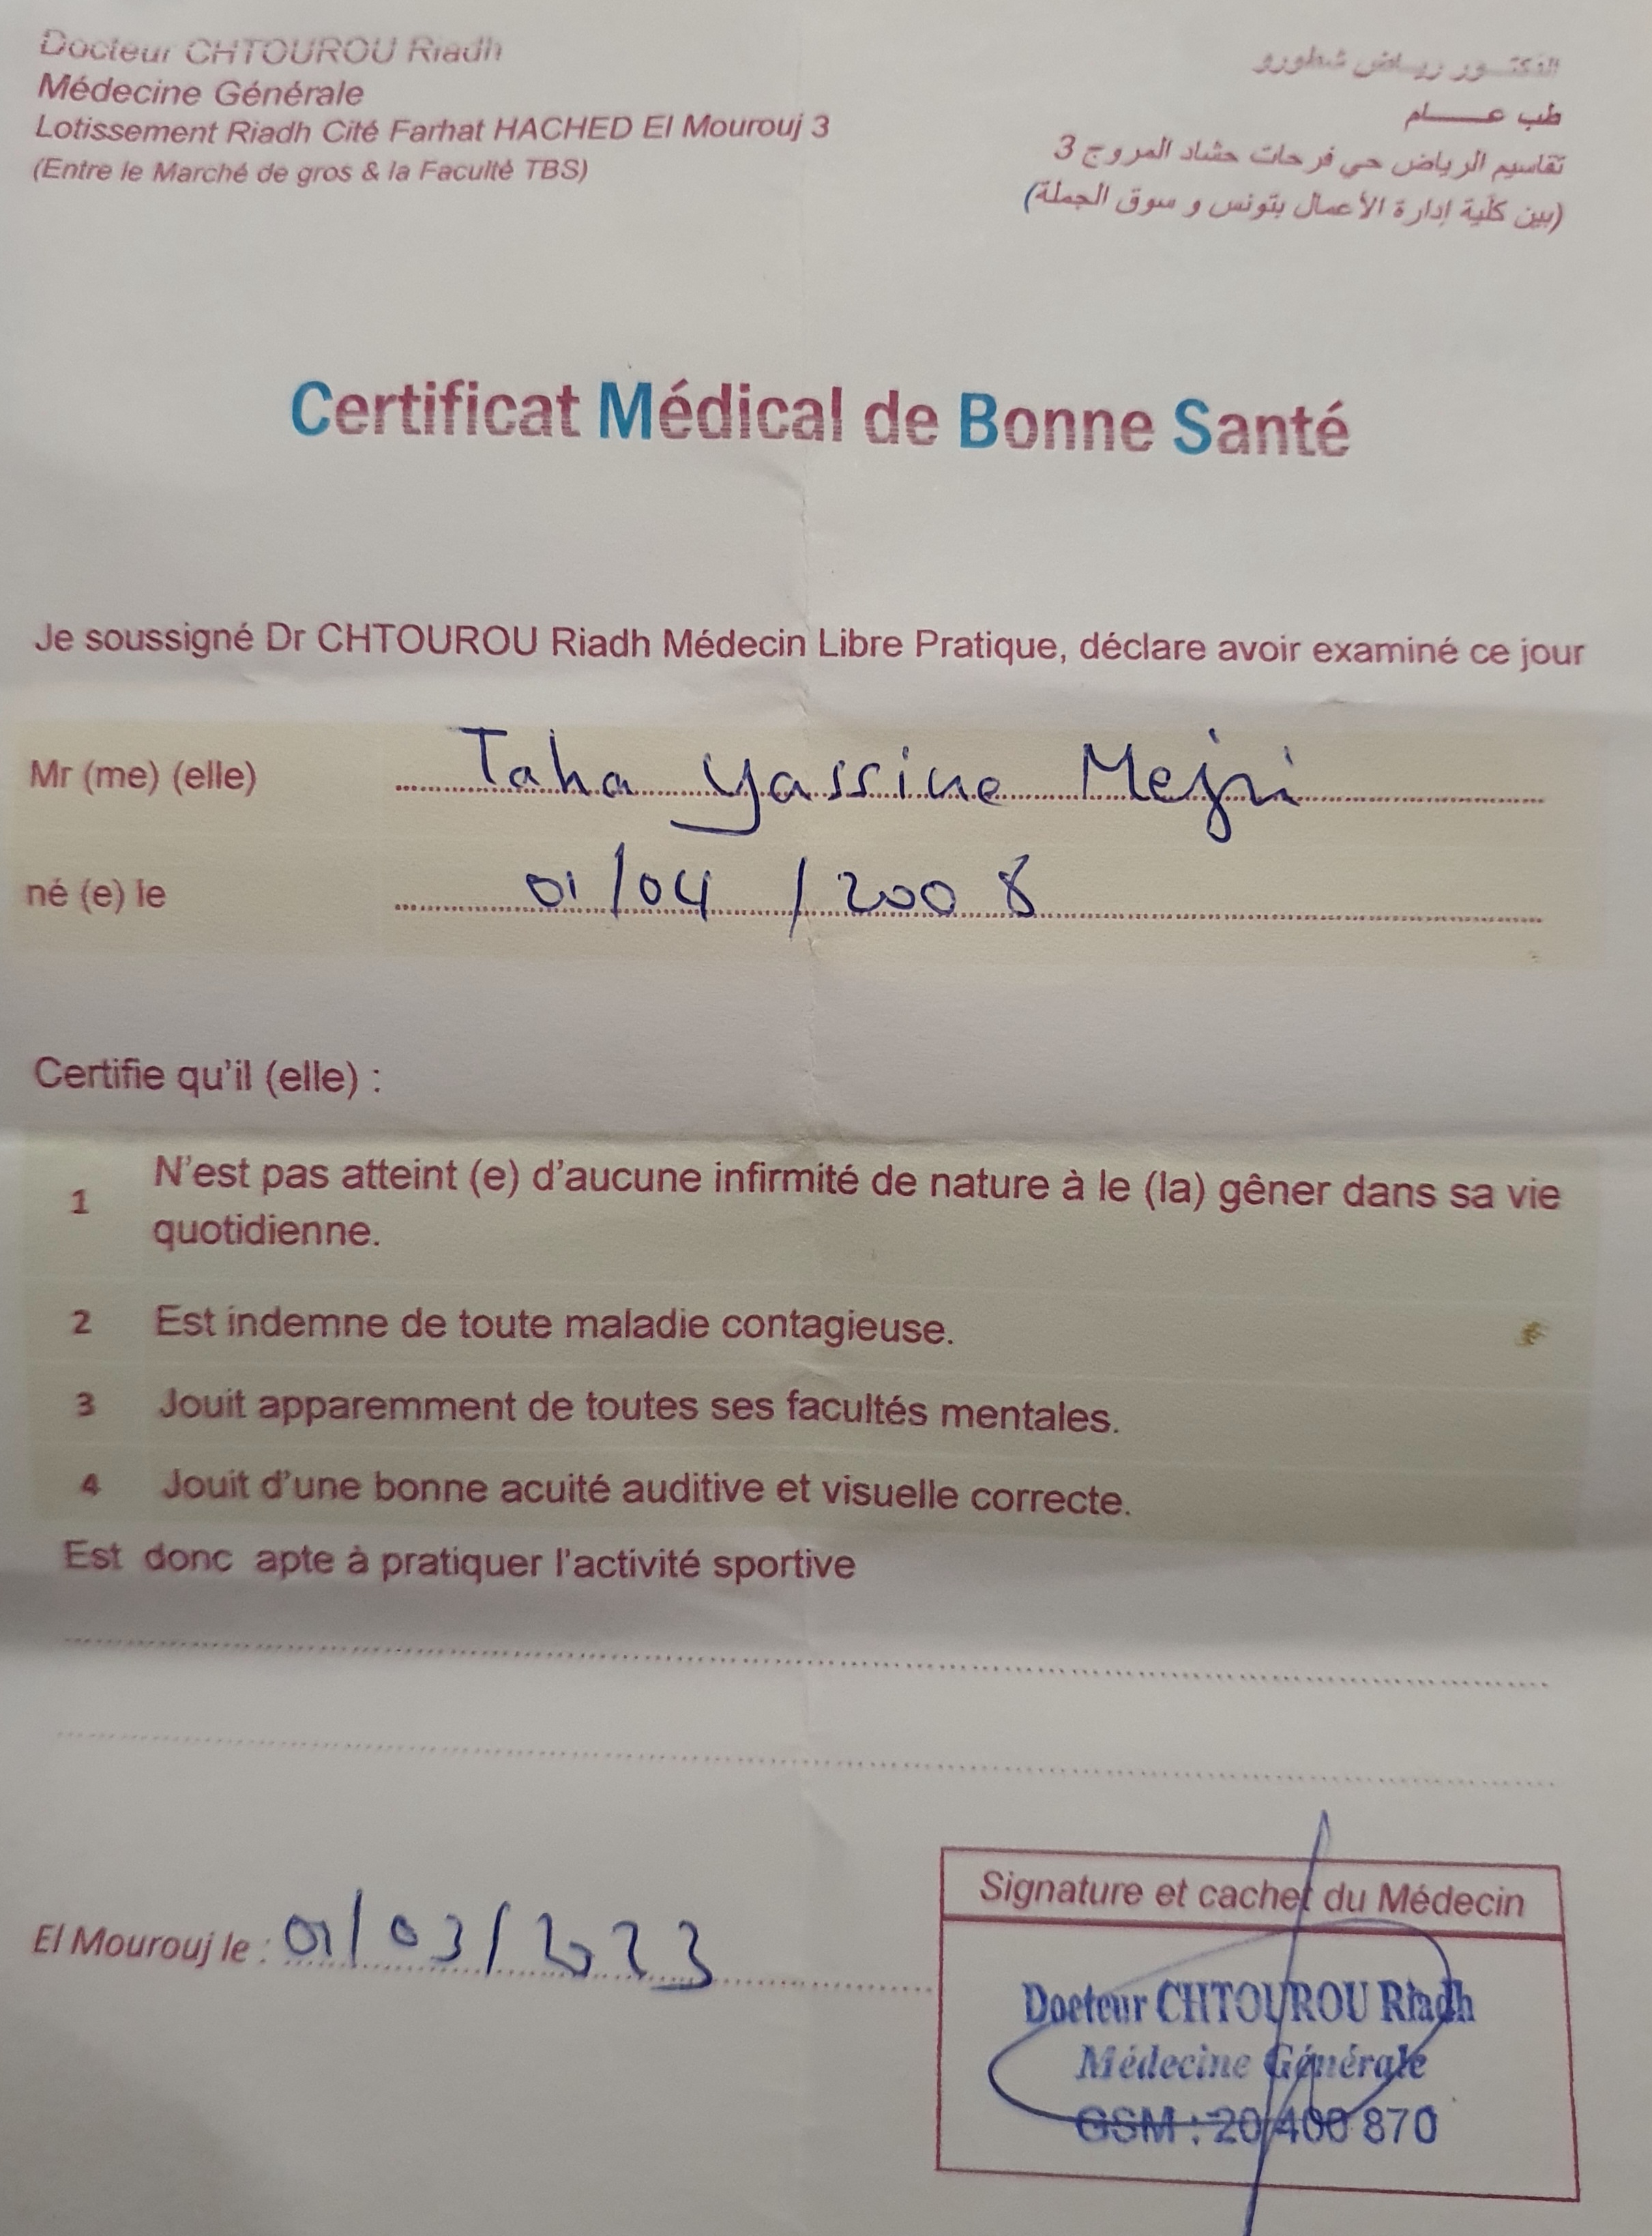 Docteur CHTOUROU Riadh
Médecine Générale
Lotissement Riadh Cité Farhat HACHED El Mourouj 3
(Entre le Marché de gros & la Faculté TBS)
الدكتــور ريــاض شطورو
طب عــــــام
تقاسيم الرياض حي فرحات حشاد المروج 3
(بين كلية إدارة الأعمال بتونس و سوق الجملة)
Certificat Médical de Bonne Santé
Je soussigné Dr CHTOUROU Riadh Médecin Libre Pratique, déclare avoir examiné ce jour
Mr (me) (elle) Taha Yassine Mejri
né (e) le 01/04/2008
Certifie qu'il (elle) :
1 N'est pas atteint (e) d'aucune infirmité de nature à le (la) gêner dans sa vie
quotidienne.
2 Est indemne de toute maladie contagieuse.
3 Jouit apparemment de toutes ses facultés mentales.
4 Jouit d'une bonne acuité auditive et visuelle correcte.
Est donc apte à pratiquer l'activité sportive
El Mourouj le : 01/03/2023
Signature et cachet du Médecin
Docteur CHTOUROU Riadh
Médecine Générale
GSM : 20 400 870